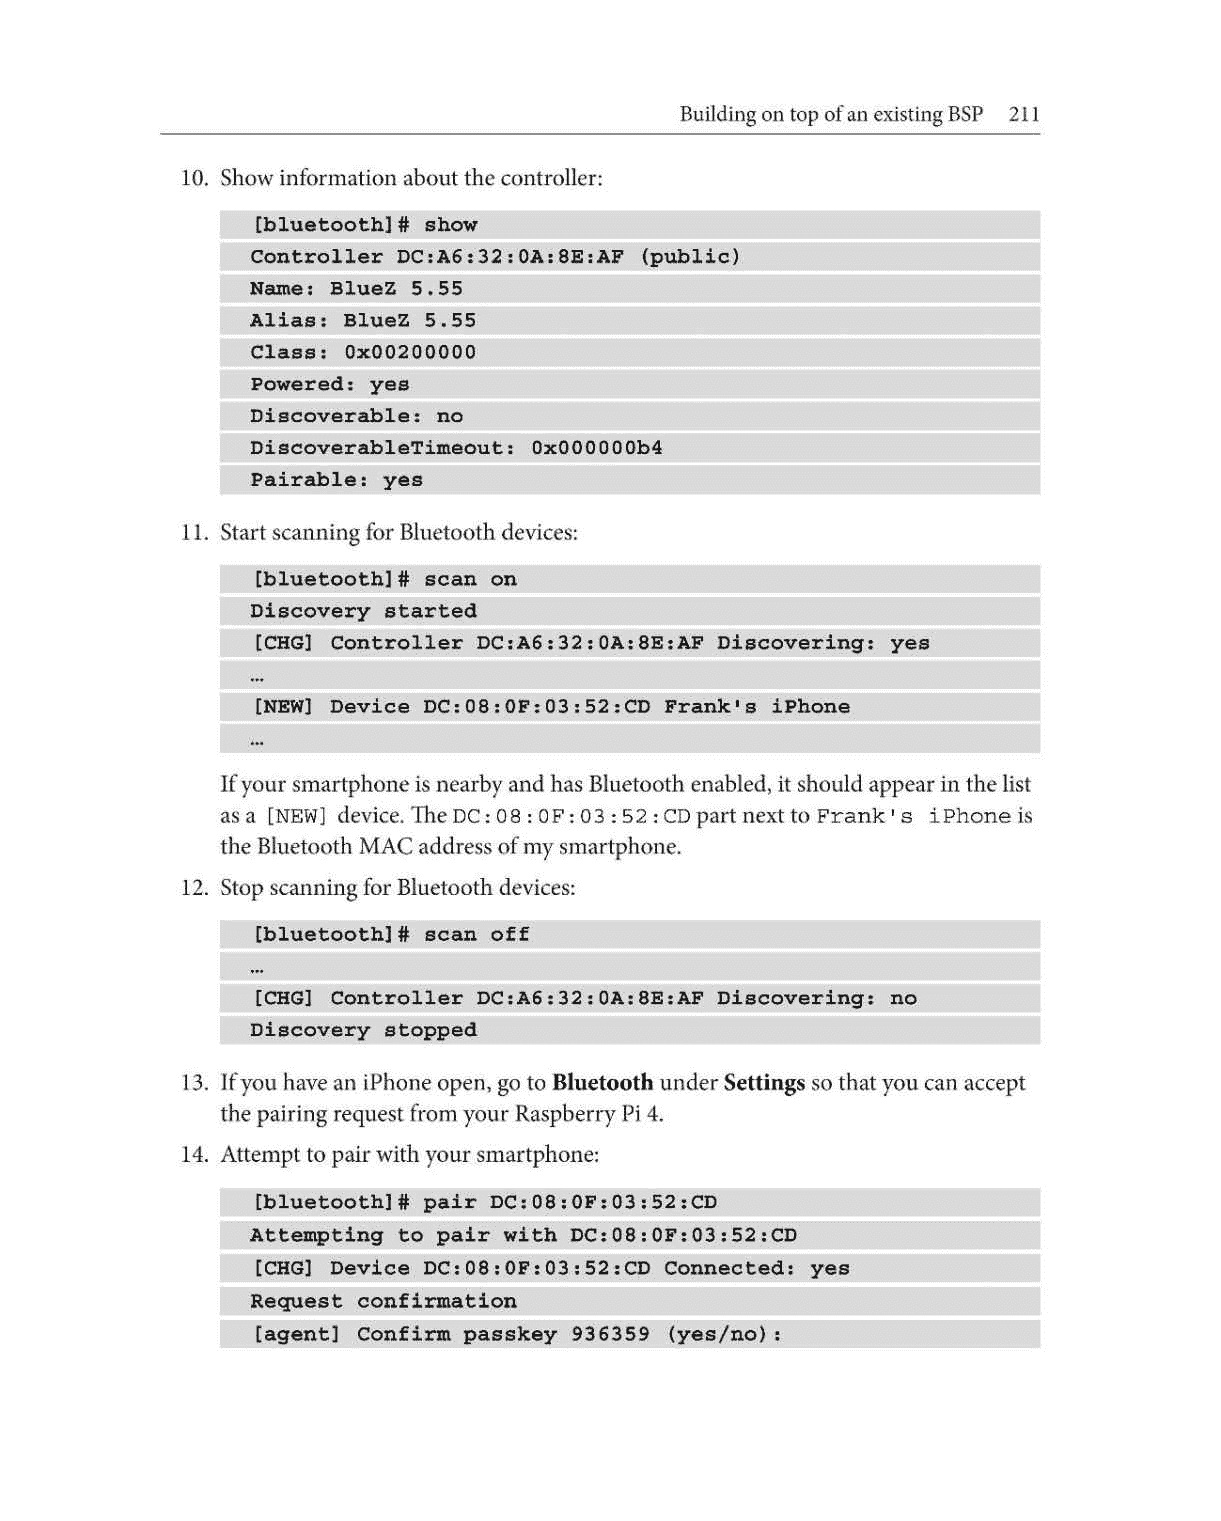 Building on top of an existing BSP 211
10. Show information about the controller:
[bluetooth]# show
Controller DC:A6:32:0A:8E:AF (public)
Name: BlueZ 5.55
Alias: BlueZ 5.55
Class: 0x00200000
Powered: yes
Discoverable: no
DiscoverableTimeout: 0x000000b4
Pairable: yes
11. Start scanning for Bluetooth devices:
[bluetooth]# scan on
Discovery started
[CHG] Controller DC:A6:32:0A:8E:AF Discovering: yes
…
[NEW] Device DC:08:0F:03:52:CD Frank's iPhone
…
If your smartphone is nearby and has Bluetooth enabled, it should appear in the list
as a [NEW] device. The DC:08:0F:03:52:CD part next to Frank's iPhone is
the Bluetooth MAC address of my smartphone.
12. Stop scanning for Bluetooth devices:
[bluetooth]# scan off
…
[CHG] Controller DC:A6:32:0A:8E:AF Discovering: no
Discovery stopped
13. If you have an iPhone open, go to Bluetooth under Settings so that you can accept
the pairing request from your Raspberry Pi 4.
14. Attempt to pair with your smartphone:
[bluetooth]# pair DC:08:0F:03:52:CD
Attempting to pair with DC:08:0F:03:52:CD
[CHG] Device DC:08:0F:03:52:CD Connected: yes
Request confirmation
[agent] Confirm passkey 936359 (yes/no):